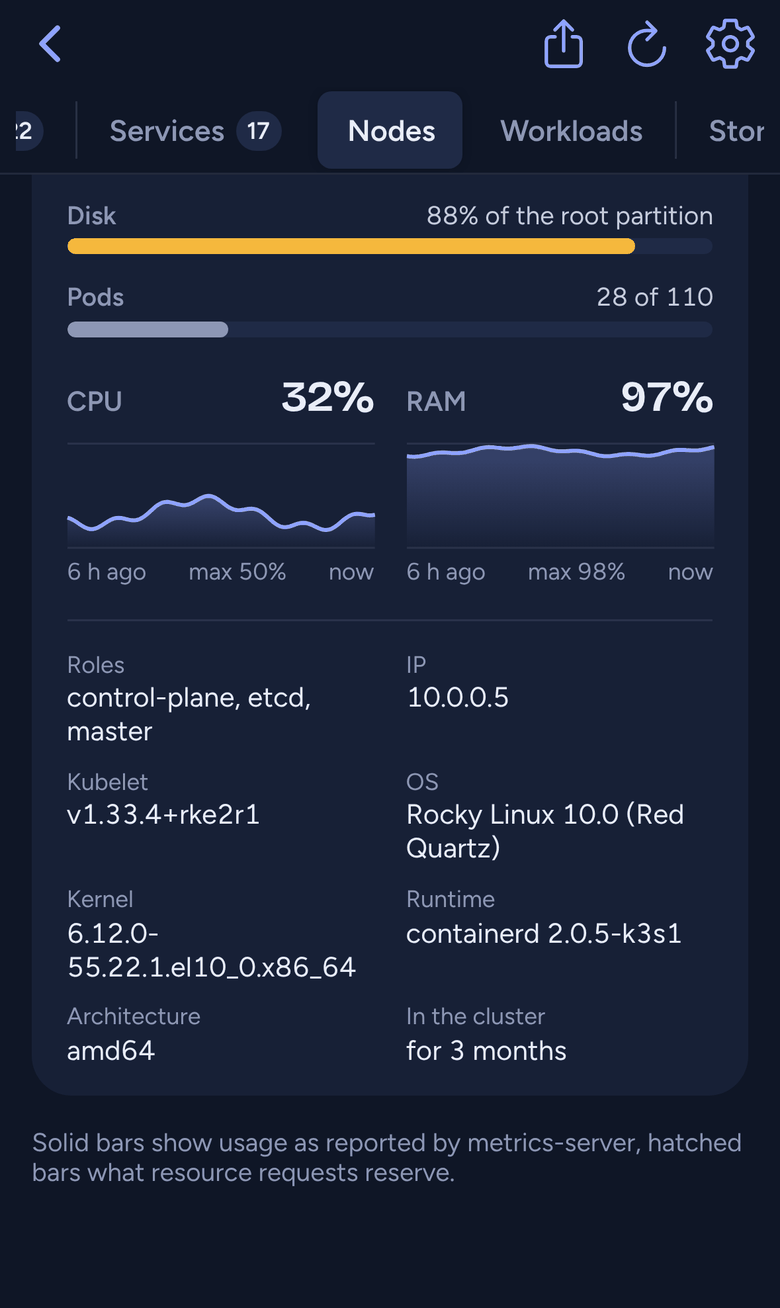 22
Services 17
Nodes
Workloads
Stor
Disk 88% of the root partition
Pods 28 of 110
CPU 32% RAM 97%
6 h ago max 50% now 6 h ago max 98% now
Roles IP
control-plane, etcd, 10.0.0.5
master
Kubelet OS
v1.33.4+rke2r1 Rocky Linux 10.0 (Red
Quartz)
Kernel Runtime
6.12.0- containerd 2.0.5-k3s1
55.22.1.el10_0.x86_64
Architecture In the cluster
amd64 for 3 months
Solid bars show usage as reported by metrics-server, hatched
bars what resource requests reserve.